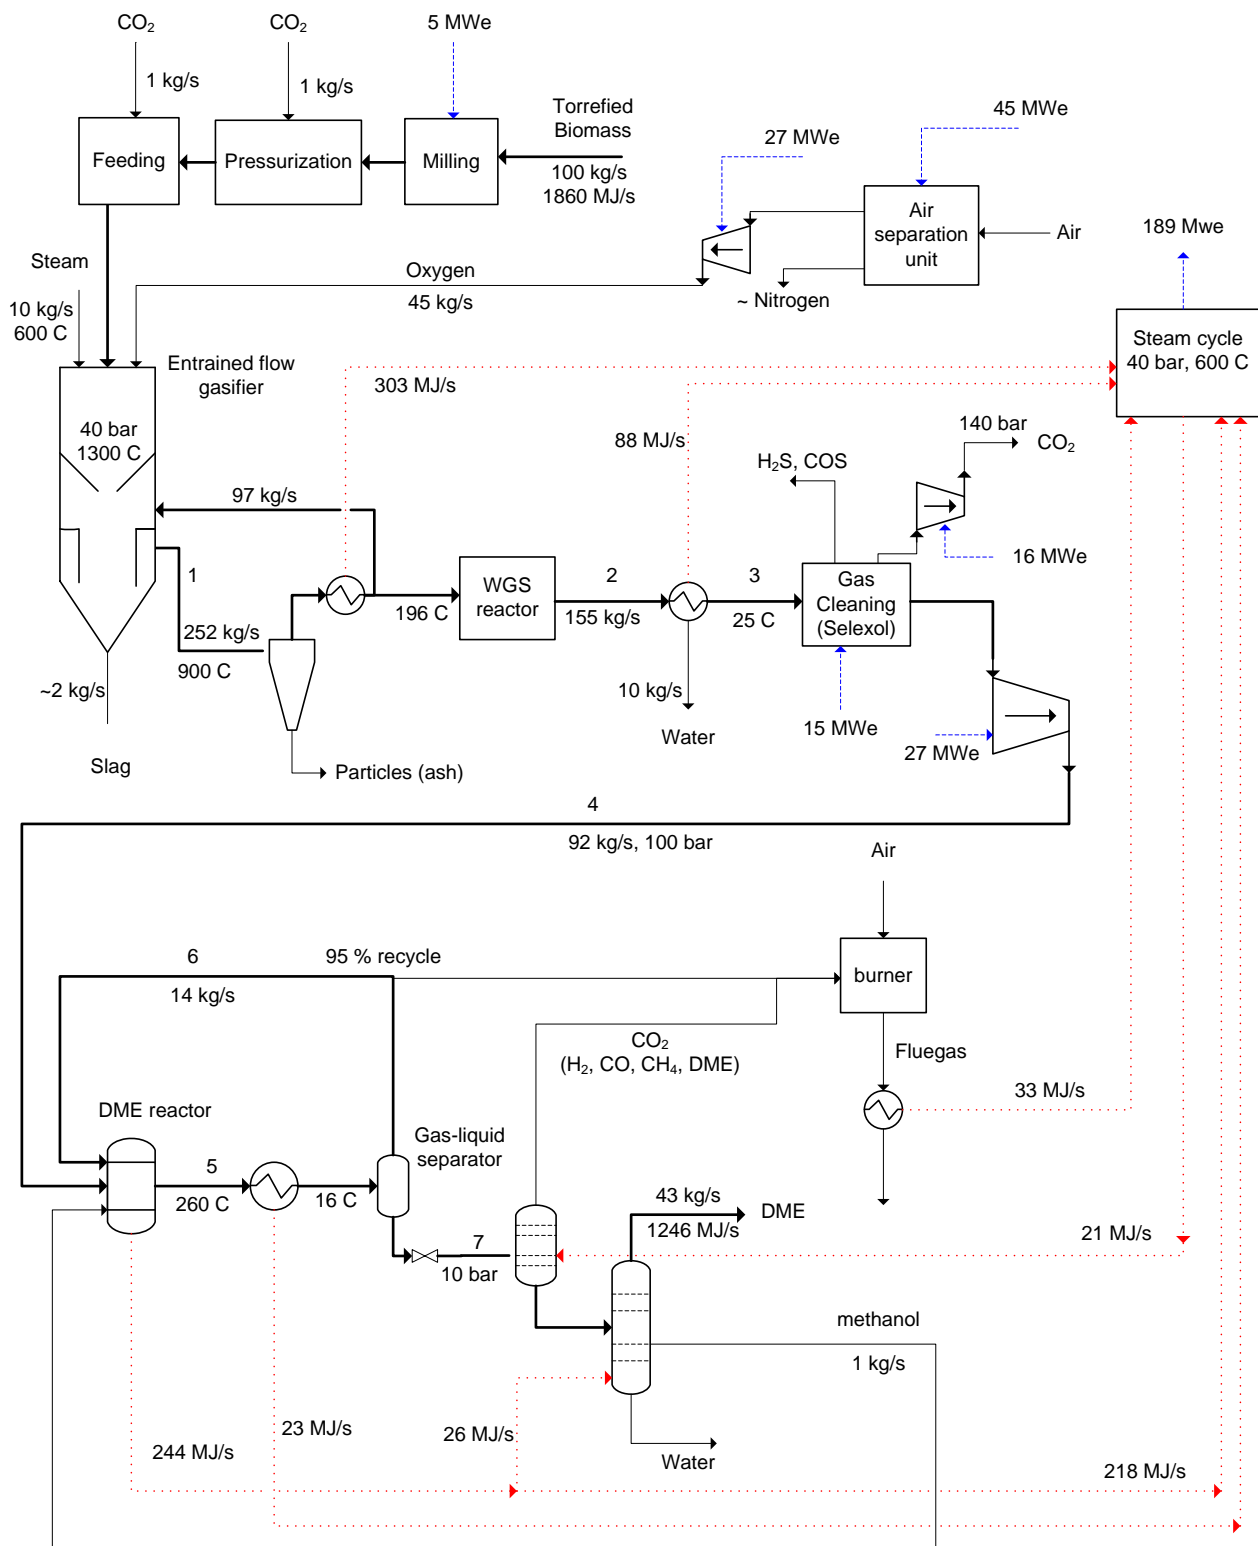 CO₂
CO₂
5 MWe
1 kg/s
1 kg/s
Torrefied
Biomass
100 kg/s
1860 MJ/s
Feeding
Pressurization
Milling
27 MWe
45 MWe
Air
separation
unit
Air
189 Mwe
Steam
10 kg/s
600 C
Oxygen
45 kg/s
~ Nitrogen
Entrained flow
gasifier
303 MJ/s
Steam cycle
40 bar, 600 C
40 bar
1300 C
88 MJ/s
140 bar
CO₂
H₂S, COS
97 kg/s
16 MWe
1
252 kg/s
900 C
196 C
WGS
reactor
2
155 kg/s
3
25 C
Gas
Cleaning
(Selexol)
~2 kg/s
10 kg/s
Water
15 MWe
27 MWe
Slag
Particles (ash)
4
92 kg/s, 100 bar
Air
6
95 % recycle
14 kg/s
burner
CO₂
(H₂, CO, CH₄, DME)
Fluegas
33 MJ/s
DME reactor
Gas-liquid
separator
5
260 C
16 C
43 kg/s
1246 MJ/s
DME
7
10 bar
21 MJ/s
methanol
1 kg/s
23 MJ/s
244 MJ/s
26 MJ/s
Water
218 MJ/s